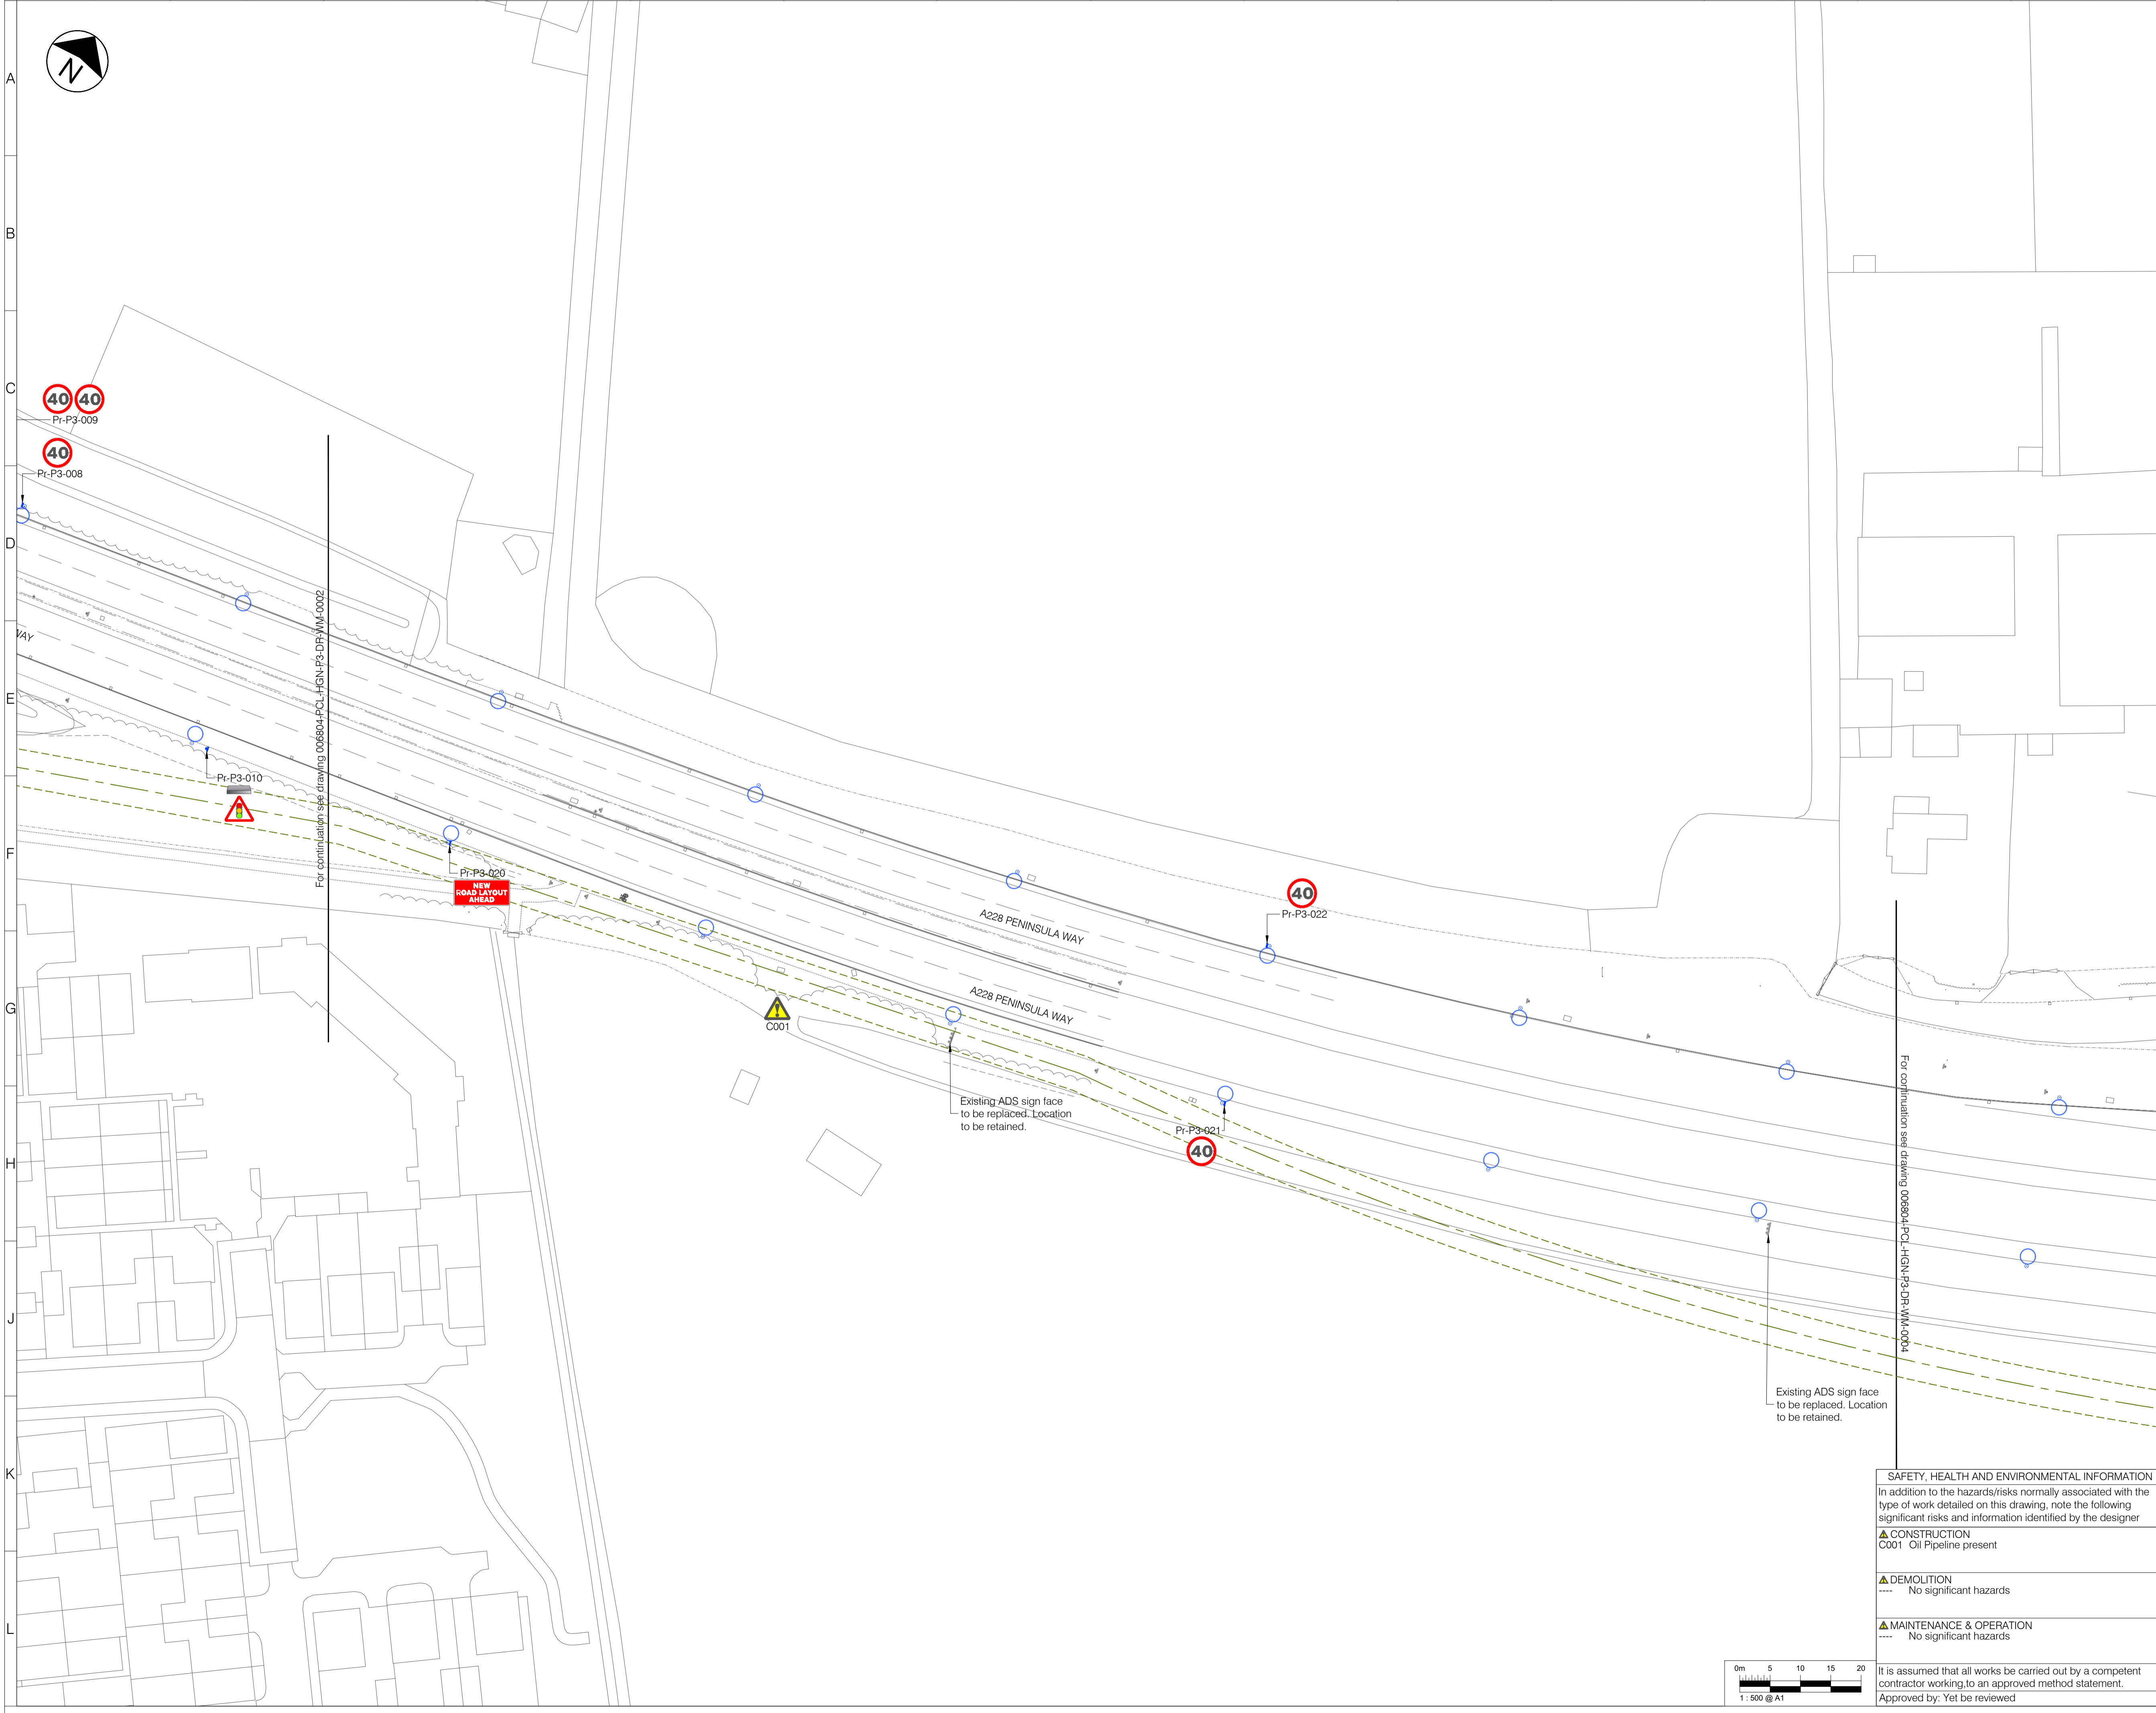 A
N
B
C
40 40
Pr-P3-009
40
Pr-P3-008
D
For continuation see drawing 006804-PCL-HGN-P3-DR-WM-0002
WAY
E
Pr-P3-010
F
Pr-P3-020
NEW
ROAD LAYOUT
AHEAD
A228 PENINSULA WAY
40
Pr-P3-022
G
A228 PENINSULA WAY
C001
Existing ADS sign face
to be replaced. Location
to be retained.
Pr-P3-021
40
H
For continuation see drawing 006804-PCL-HGN-P3-DR-WM-0004
J
Existing ADS sign face
to be replaced. Location
to be retained.
K
SAFETY, HEALTH AND ENVIRONMENTAL INFORMATION
In addition to the hazards/risks normally associated with the
type of work detailed on this drawing, note the following
significant risks and information identified by the designer
CONSTRUCTION
C001 Oil Pipeline present
DEMOLITION
---- No significant hazards
L
MAINTENANCE & OPERATION
---- No significant hazards
It is assumed that all works be carried out by a competent
contractor working,to an approved method statement.
Approved by: Yet be reviewed
0m 5 10 15 20
1 : 500 @ A1